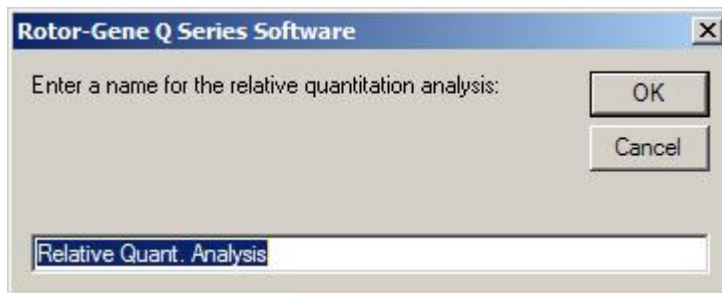 Rotor-Gene Q Series Software
Enter a name for the relative quantitation analysis:
OK
Cancel
Relative Quant. Analysis